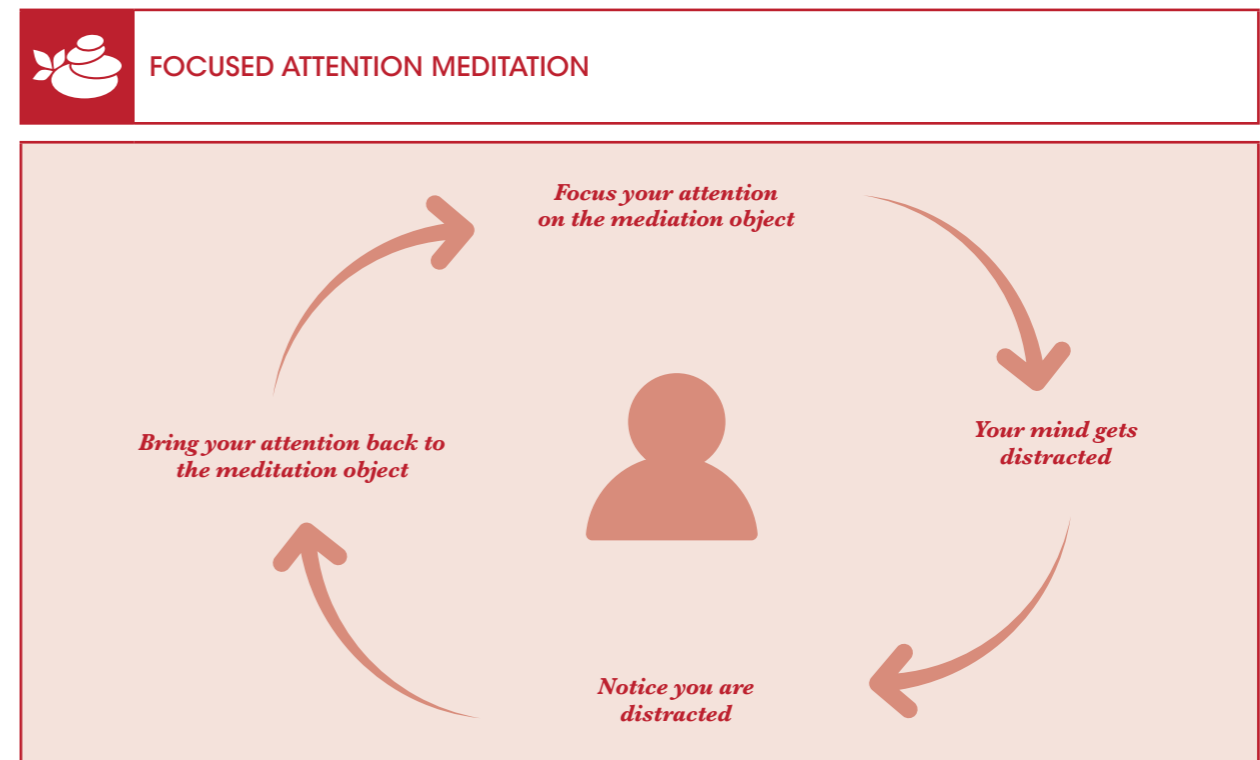 FOCUSED ATTENTION MEDITATION
Focus your attention
on the mediation object
Your mind gets
distracted
Notice you are
distracted
Bring your attention back to
the meditation object